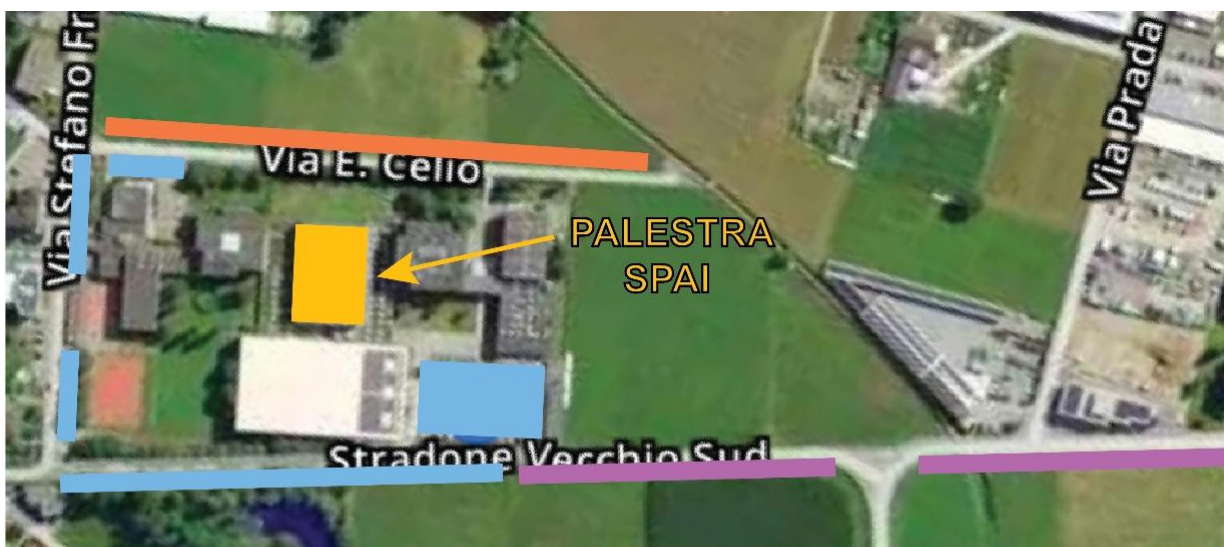 Via Stefano Fr
Via E. Cello
Via Prada
PALESTRA
SPAI
Stradone Vecchio Sud